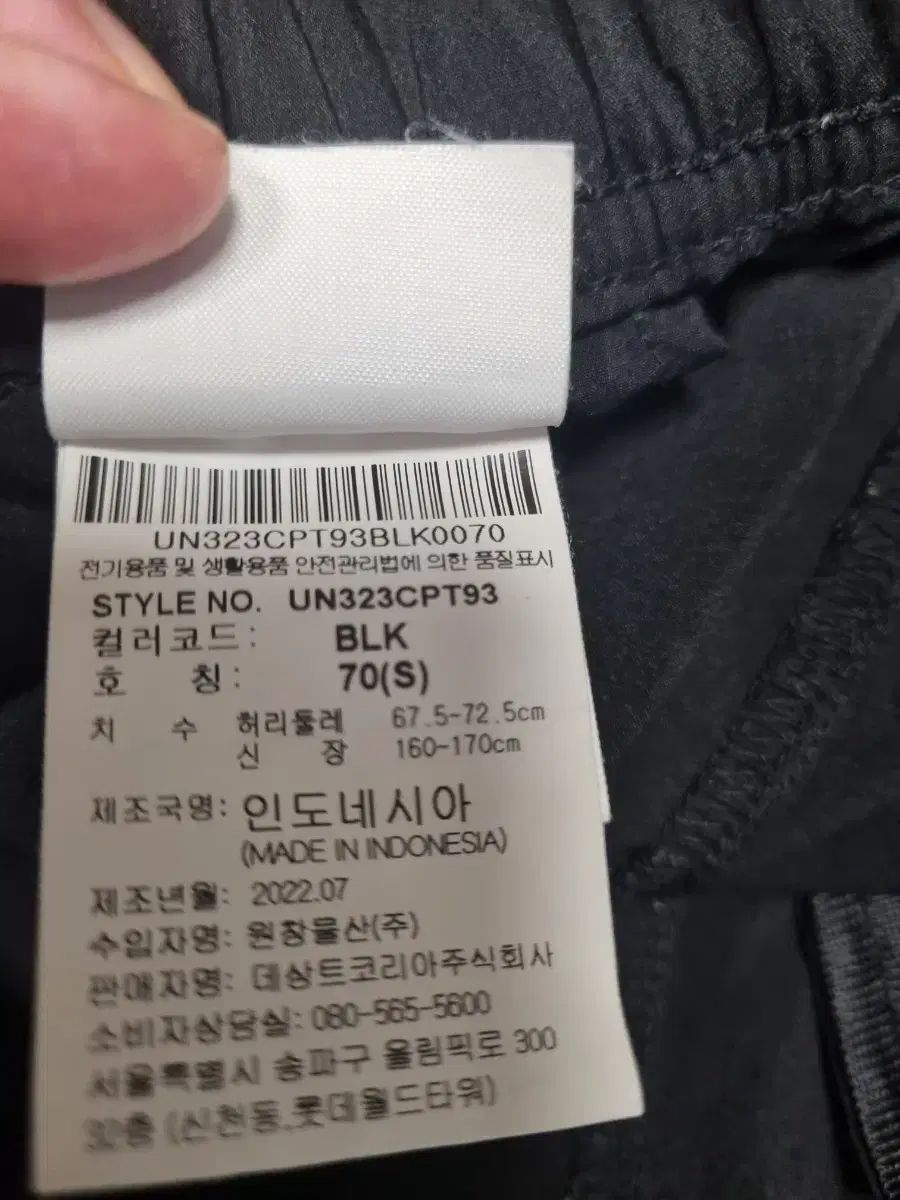 UN323CPT93BLK0070
전기용품 및 생활용품 안전관리법에 의한 품질표시
STYLE NO. UN323CPT93
컬러코드: BLK
호 칭: 70(S)
치 수 허리둘레 67.5-72.5cm
신 장 160-170cm
제조국명: 인도네시아
(MADE IN INDONESIA)
제조년월: 2022.07
수입자명: 원창물산(주)
판매자명: 데상트코리아주식회사
소비자상담실: 080-565-5600
서울특별시 송파구 올림픽로 300
(신천동,롯데월드타워)